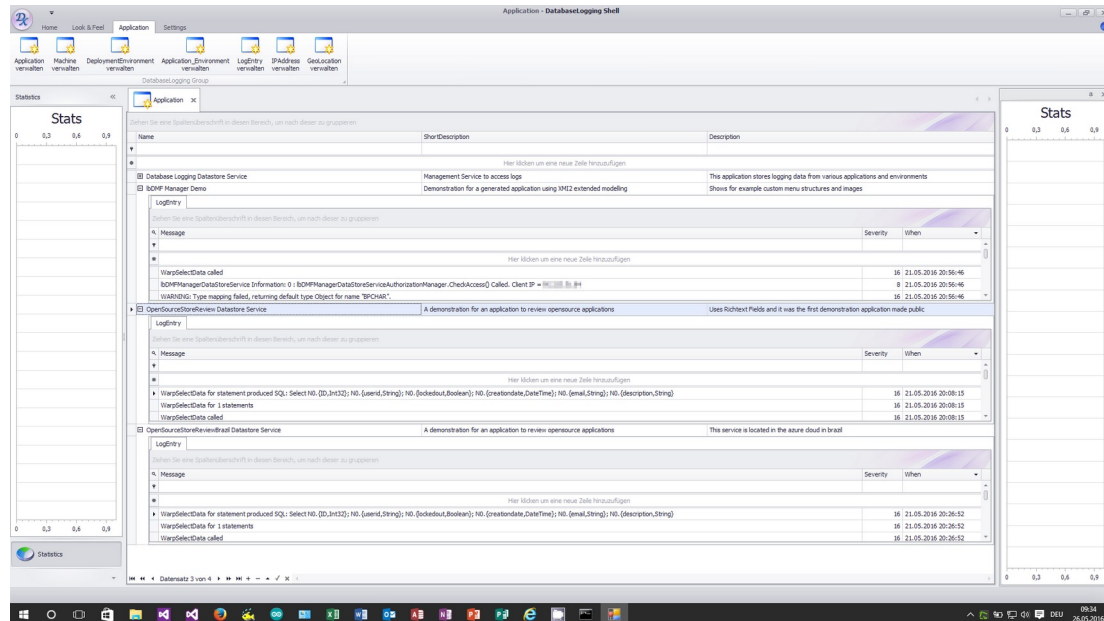 Application - DatabaseLogging Shell
Home Look & Feel Application Settings
Application verwalten
Machine verwalten
DeploymentEnvironment verwalten
Application_Environment verwalten
LogEntry verwalten
IPAddress verwalten
GeoLocation verwalten
DatabaseLogging Group
Statistics
Application
Stats
0 0,3 0,6 0,9
Ziehen Sie eine Spaltenüberschrift in diesen Bereich, um nach dieser zu gruppieren
Name ShortDescription Description
Hier klicken um eine neue Zeile hinzuzufügen
Database Logging Datastore Service Management Service to access logs This application stores logging data from various applications and environments
lbDMF Manager Demo Demonstration for a generated application using XMI2 extended modelling Shows for example custom menu structures and images
LogEntry
Ziehen Sie eine Spaltenüberschrift in diesen Bereich, um nach dieser zu gruppieren
Message Severity When
Hier klicken um eine neue Zeile hinzuzufügen
WarpSelectData called 16 21.05.2016 20:56:46
lbDMFManagerDataStoreService Information: 0 : lbDMFManagerDataStoreServiceAuthorizationManager.CheckAccess() Called. Client IP = 8 21.05.2016 20:56:46
WARNING: Type mapping failed, returning default type Object for name "BPCHAR". 16 21.05.2016 20:56:46
OpenSourceStoreReview Datastore Service A demonstration for an application to review opensource applications Uses Richtext Fields and it was the first demonstration application made public
LogEntry
Ziehen Sie eine Spaltenüberschrift in diesen Bereich, um nach dieser zu gruppieren
Message Severity When
Hier klicken um eine neue Zeile hinzuzufügen
WarpSelectData for statement produced SQL: Select N0.{ID,Int32}; N0.{userid,String}; N0.{lockedout,Boolean}; N0.{creationdate,DateTime}; N0.{email,String}; N0.{description,String} 16 21.05.2016 20:08:15
WarpSelectData for 1 statements 16 21.05.2016 20:08:15
WarpSelectData called 16 21.05.2016 20:08:15
OpenSourceStoreReviewBrazil Datastore Service A demonstration for an application to review opensource applications This service is located in the azure cloud in brazil
LogEntry
Ziehen Sie eine Spaltenüberschrift in diesen Bereich, um nach dieser zu gruppieren
Message Severity When
Hier klicken um eine neue Zeile hinzuzufügen
WarpSelectData for statement produced SQL: Select N0.{ID,Int32}; N0.{userid,String}; N0.{lockedout,Boolean}; N0.{creationdate,DateTime}; N0.{email,String}; N0.{description,String} 16 21.05.2016 20:26:52
WarpSelectData for 1 statements 16 21.05.2016 20:26:52
WarpSelectData called 16 21.05.2016 20:26:52
0 0,3 0,6 0,9
Statistics
Datensatz 3 von 4
Stats
0 0,3 0,6 0,9
0 0,3 0,6 0,9
DEU 09:34
26.05.2016